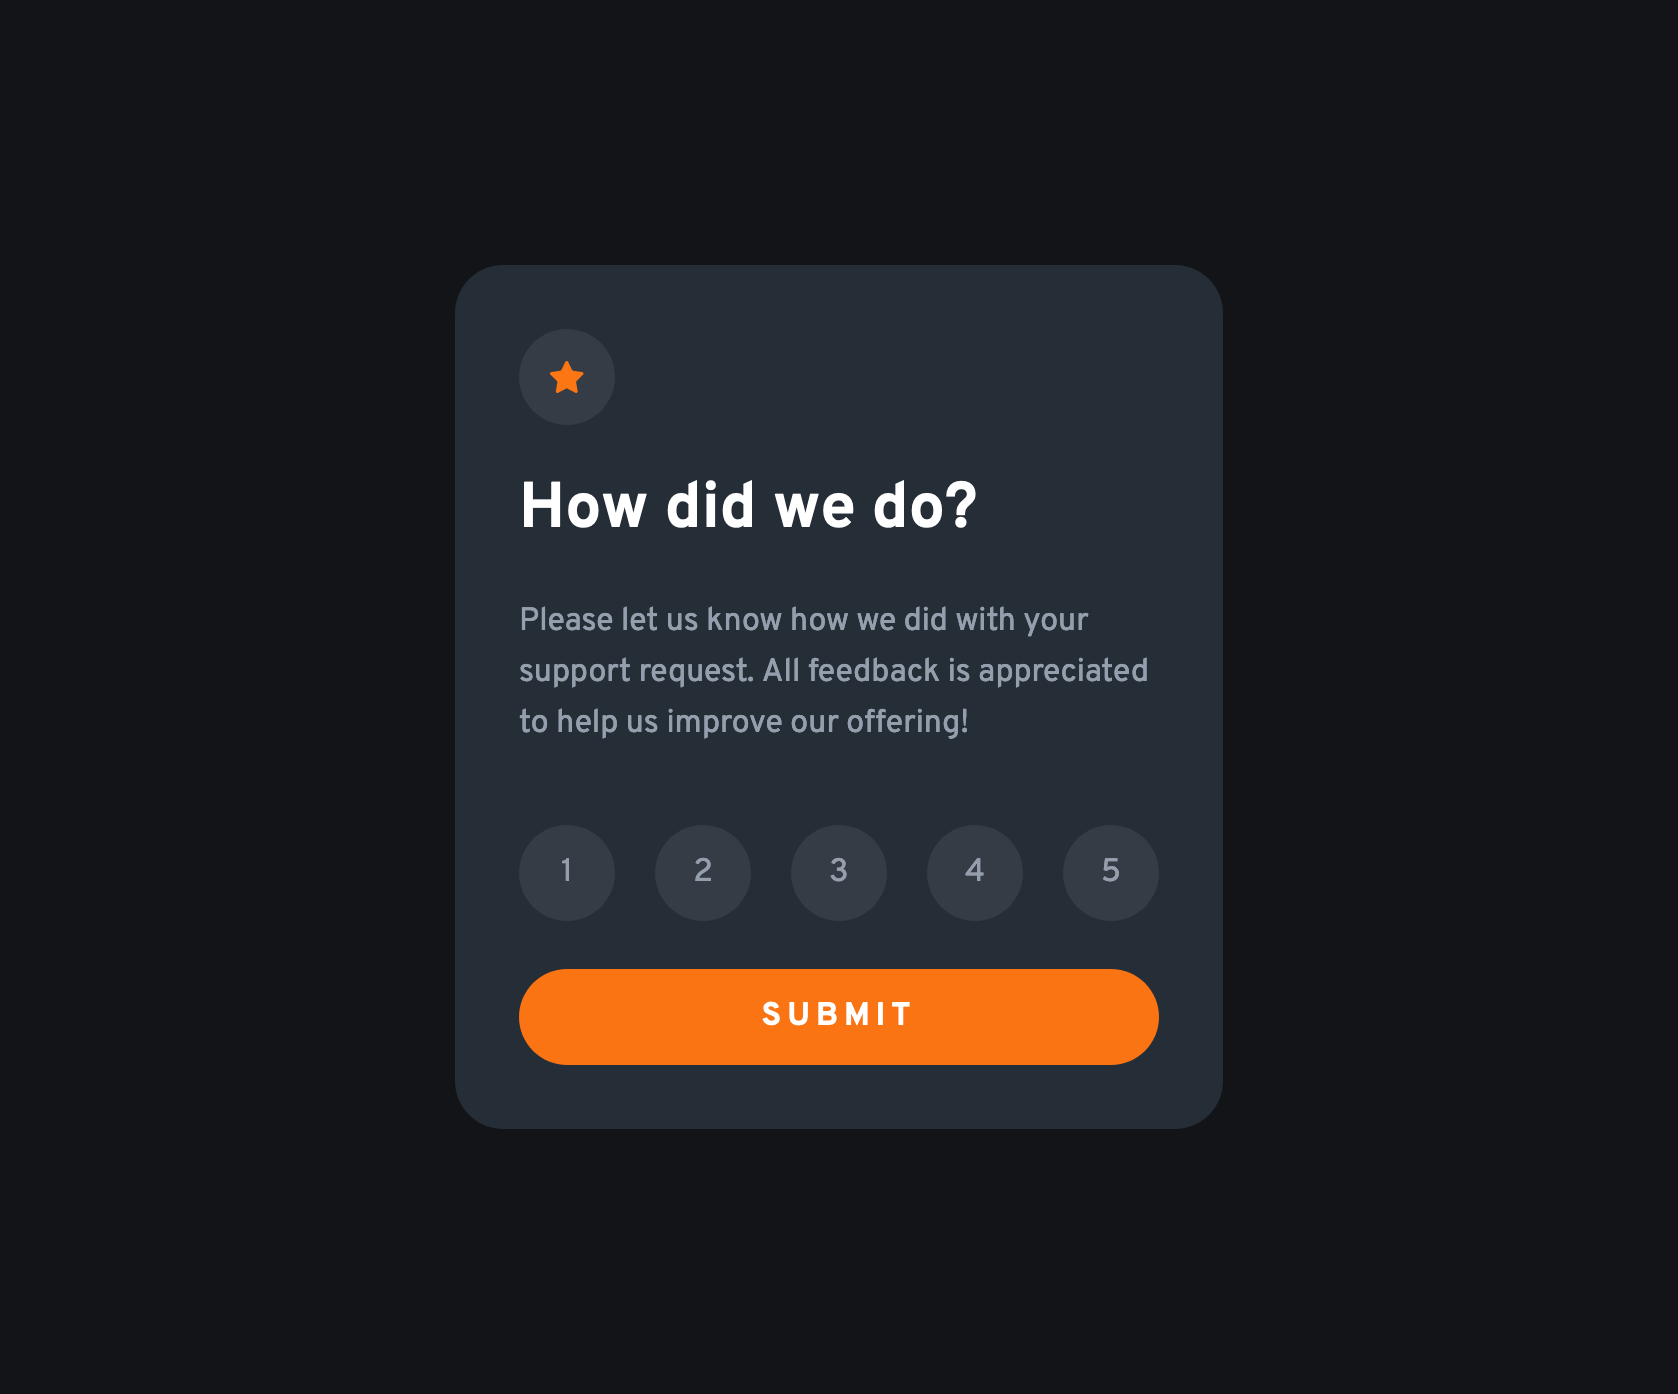 How did we do?
Please let us know how we did with your
support request. All feedback is appreciated
to help us improve our offering!
1 2 3 4 5
SUBMIT